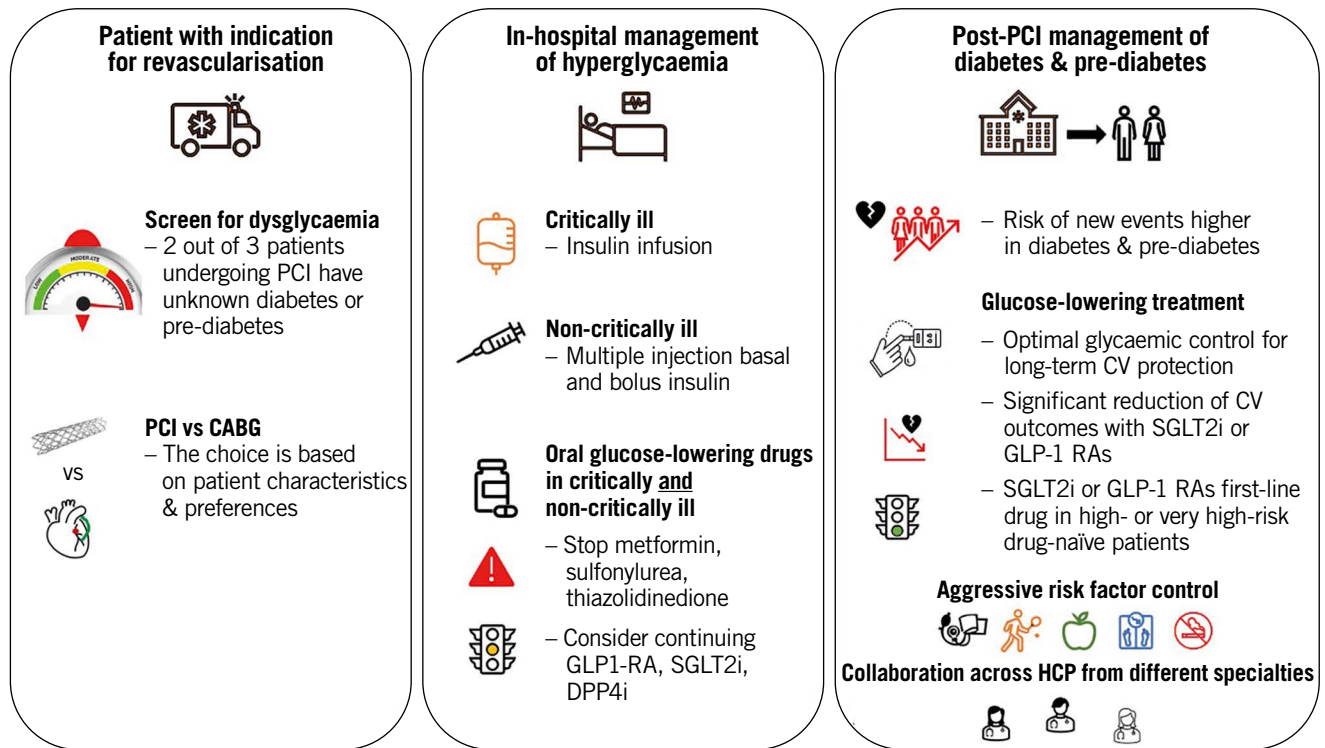 Patient with indication
for revascularisation
Screen for dysglycaemia
– 2 out of 3 patients
undergoing PCI have
unknown diabetes or
pre-diabetes
LOW
MODERATE
HIGH
PCI vs CABG
– The choice is based
on patient characteristics
& preferences
VS
In-hospital management
of hyperglycaemia
Critically ill
– Insulin infusion
Non-critically ill
– Multiple injection basal
and bolus insulin
Oral glucose-lowering drugs
in critically and
non-critically ill
– Stop metformin,
sulfonylurea,
thiazolidinedione
– Consider continuing
GLP1-RA, SGLT2i,
DPP4i
Post-PCI management of
diabetes & pre-diabetes
– Risk of new events higher
in diabetes & pre-diabetes
Glucose-lowering treatment
– Optimal glycaemic control for
long-term CV protection
– Significant reduction of CV
outcomes with SGLT2i or
GLP-1 RAs
– SGLT2i or GLP-1 RAs first-line
drug in high- or very high-risk
drug-naïve patients
Aggressive risk factor control
Collaboration across HCP from different specialties